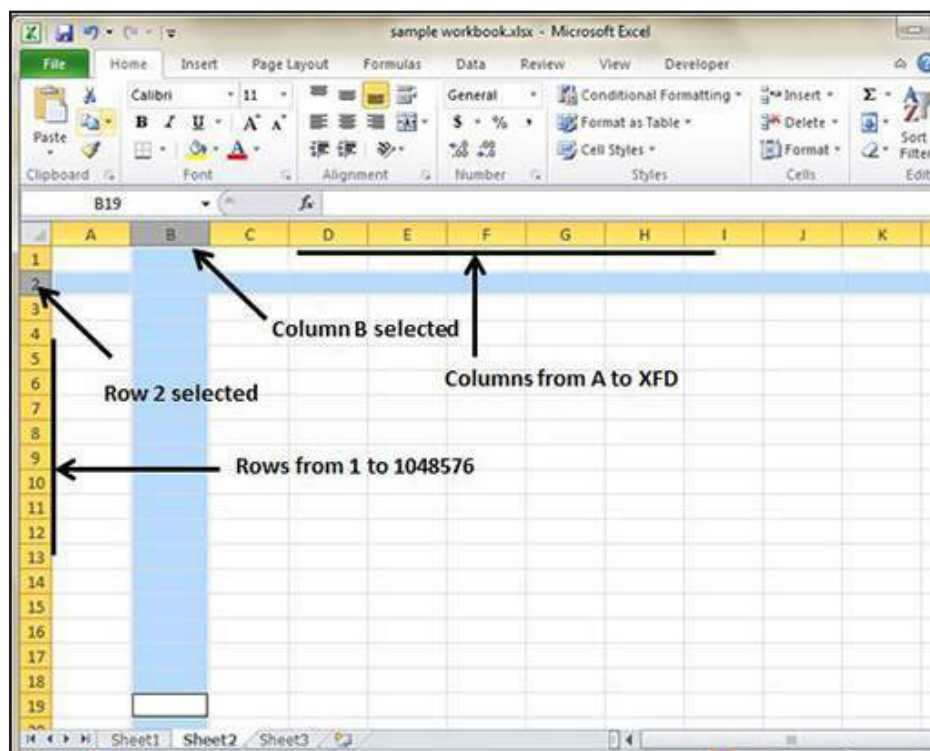 sample workbook.xlsx - Microsoft Excel
File Home Insert Page Layout Formulas Data Review View Developer
Paste
Calibri 11
B I U A A
A
General
$ % ,
Conditional Formatting
Format as Table
Cell Styles
Insert
Delete
Format
Σ
Sort
Filter
Clipboard Font Alignment Number Styles Cells Edit
B19 fx
A B C D E F G H I J K
1
2
3
Column B selected
4
5
6
Columns from A to XFD
Row 2 selected
7
8
9
Rows from 1 to 1048576
10
11
12
13
14
15
16
17
18
19
Sheet1 Sheet2 Sheet3